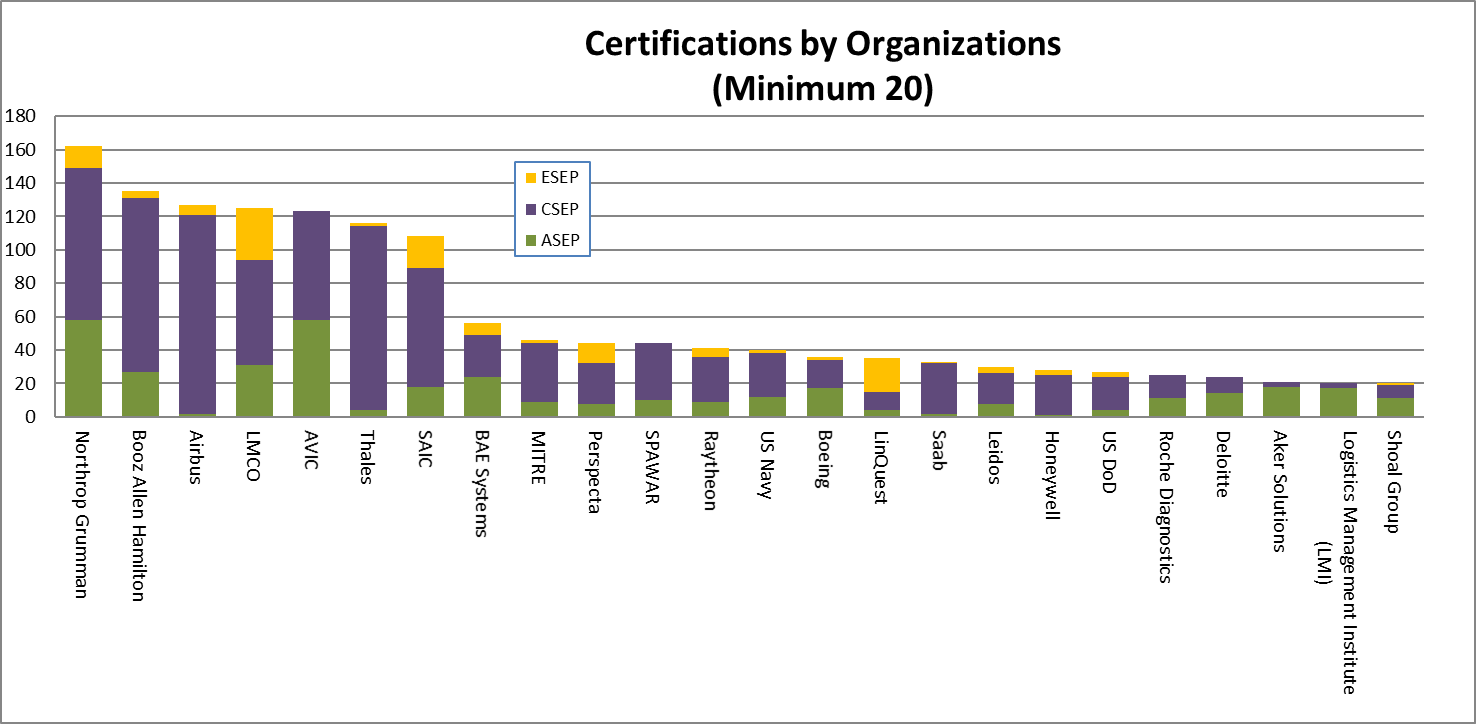 Certifications by Organizations
(Minimum 20)
180
160
140
120
100
80
60
40
20
0
ESEP
CSEP
ASEP
Northrop Grumman
Booz Allen Hamilton
Airbus
LMCO
AVIC
Thales
SAIC
BAE Systems
MITRE
Perspecta
SPAWAR
Raytheon
US Navy
Boeing
LinQuest
Saab
Leidos
Honeywell
US DoD
Roche Diagnostics
Deloitte
Aker Solutions
Logistics Management Institute
(LMI)
Shoal Group